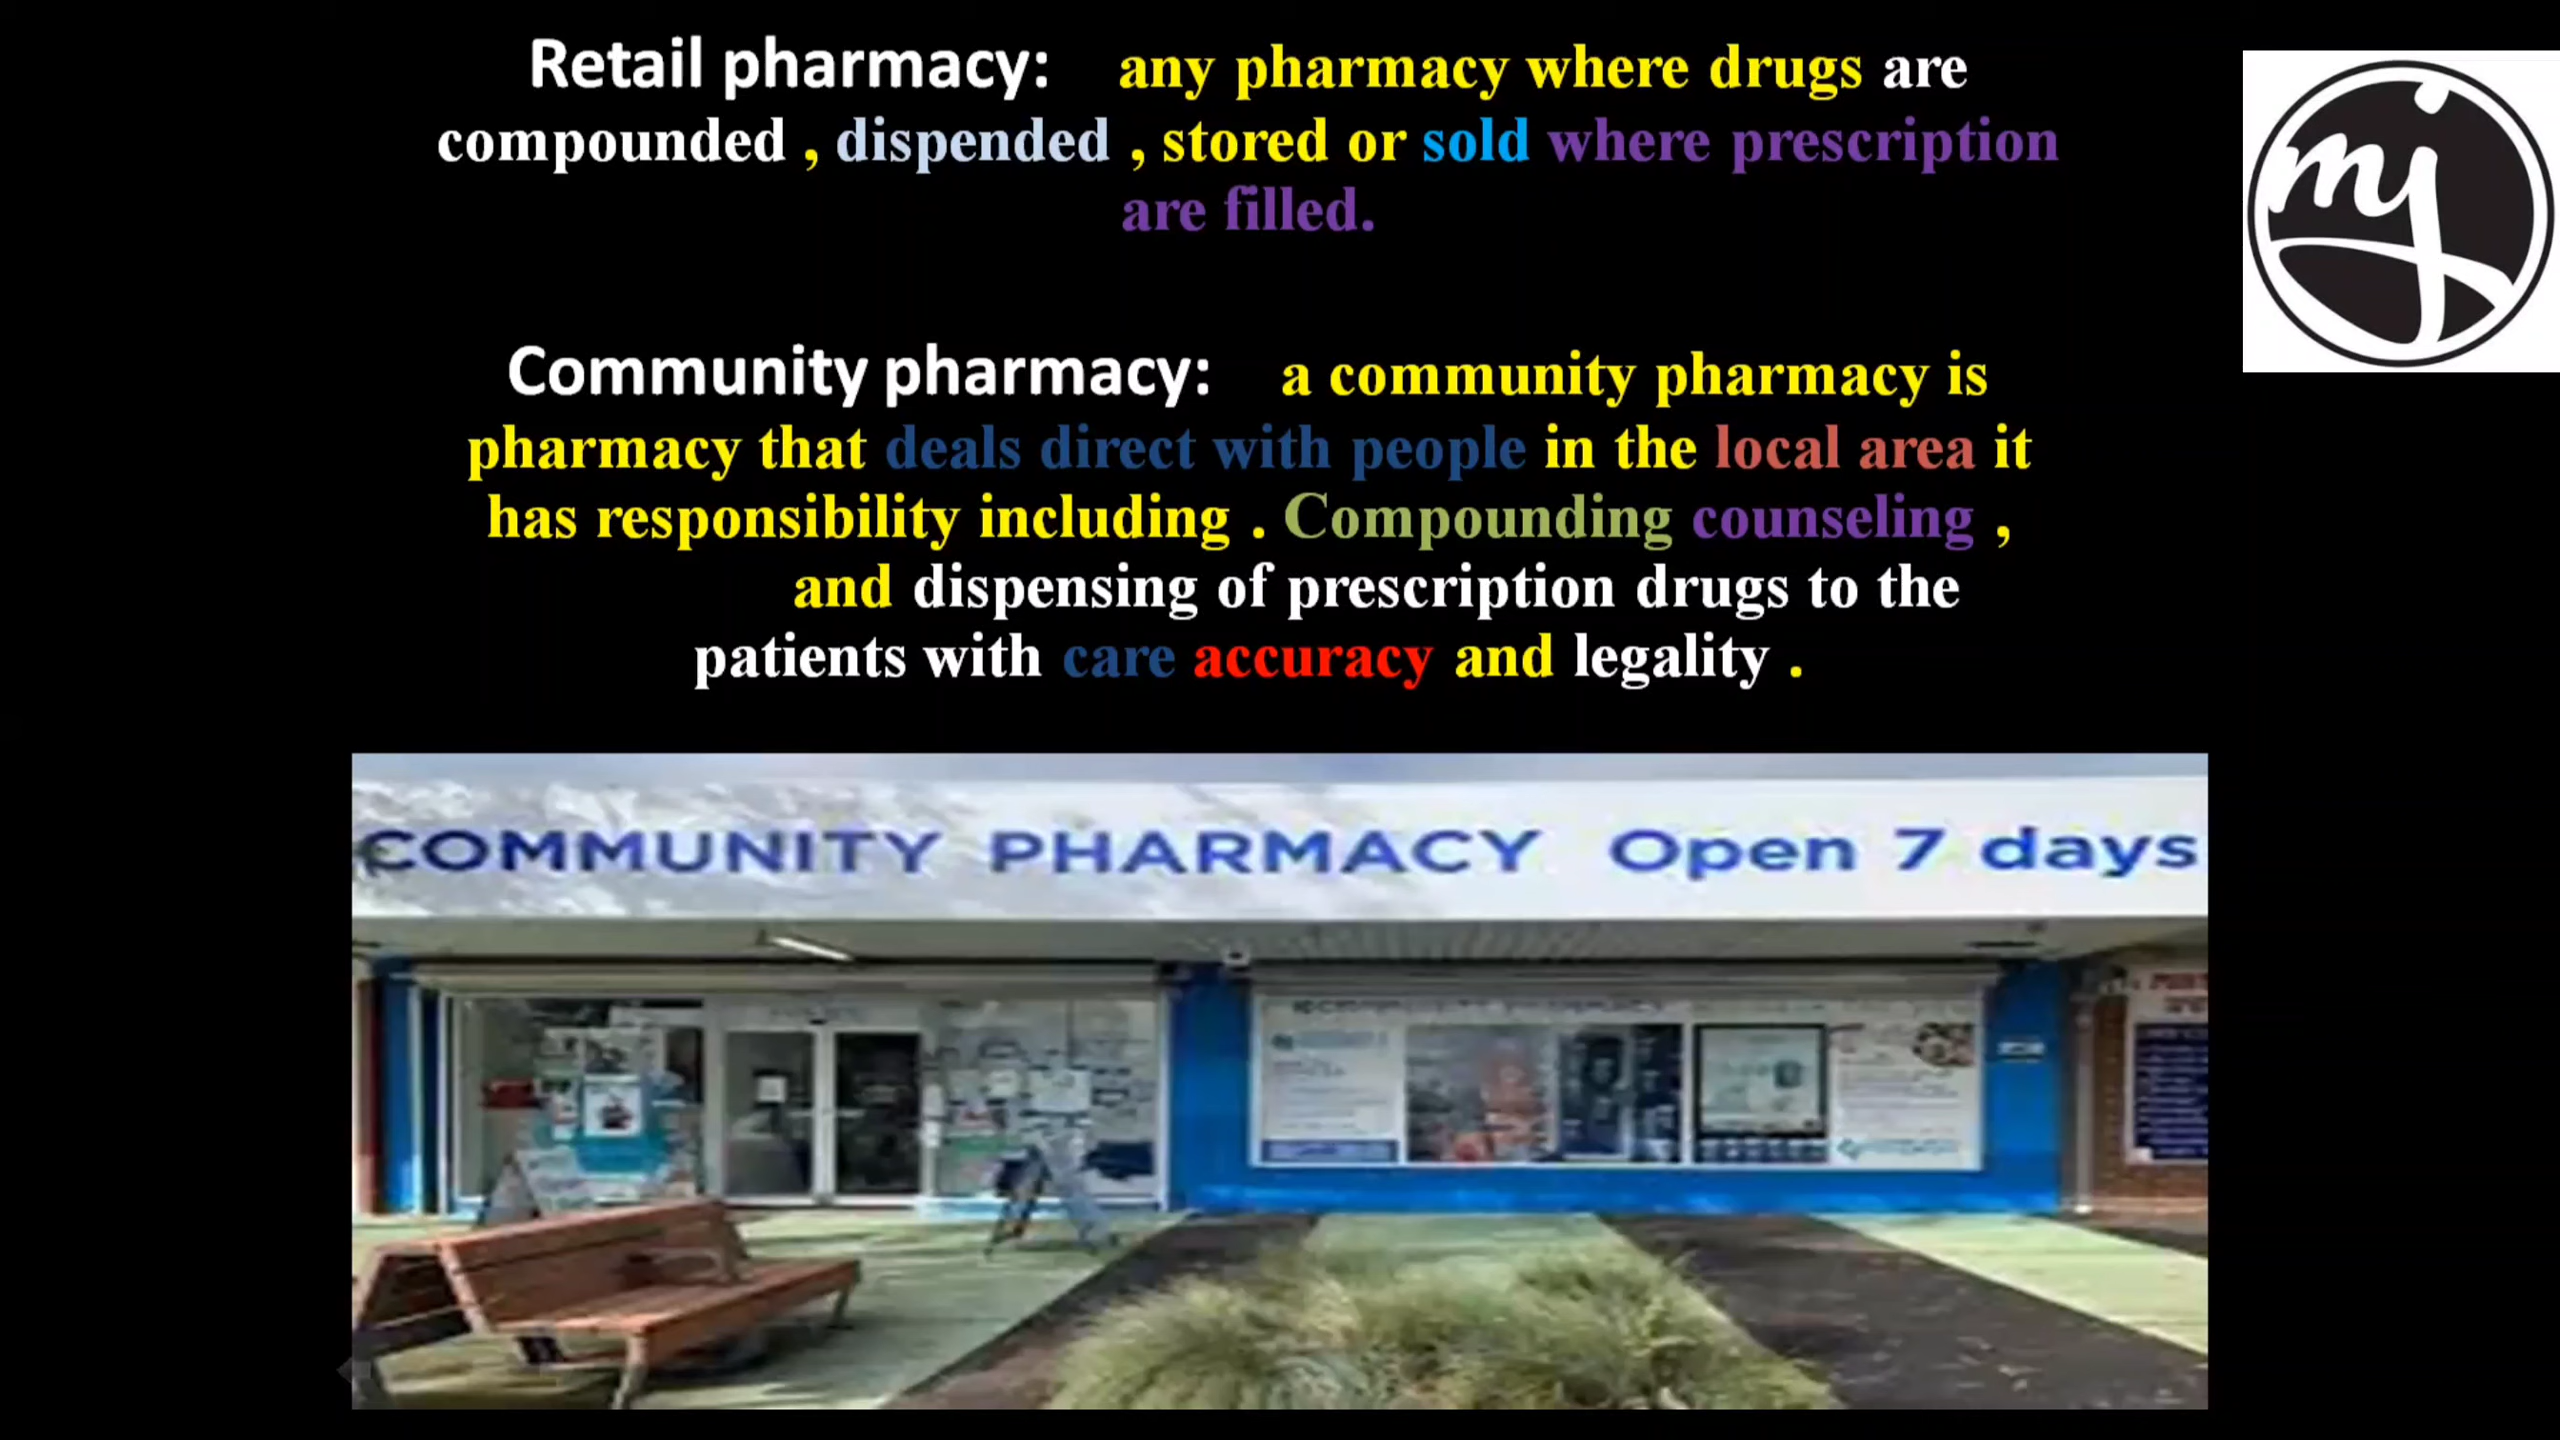 Retail pharmacy: any pharmacy where drugs are
compounded , dispended , stored or sold where prescription
are filled.
mj
Community pharmacy: a community pharmacy is
pharmacy that deals direct with people in the local area it
has responsibility including . Compounding counseling ,
and dispensing of prescription drugs to the
patients with care accuracy and legality .
COMMUNITY PHARMACY Open 7 days